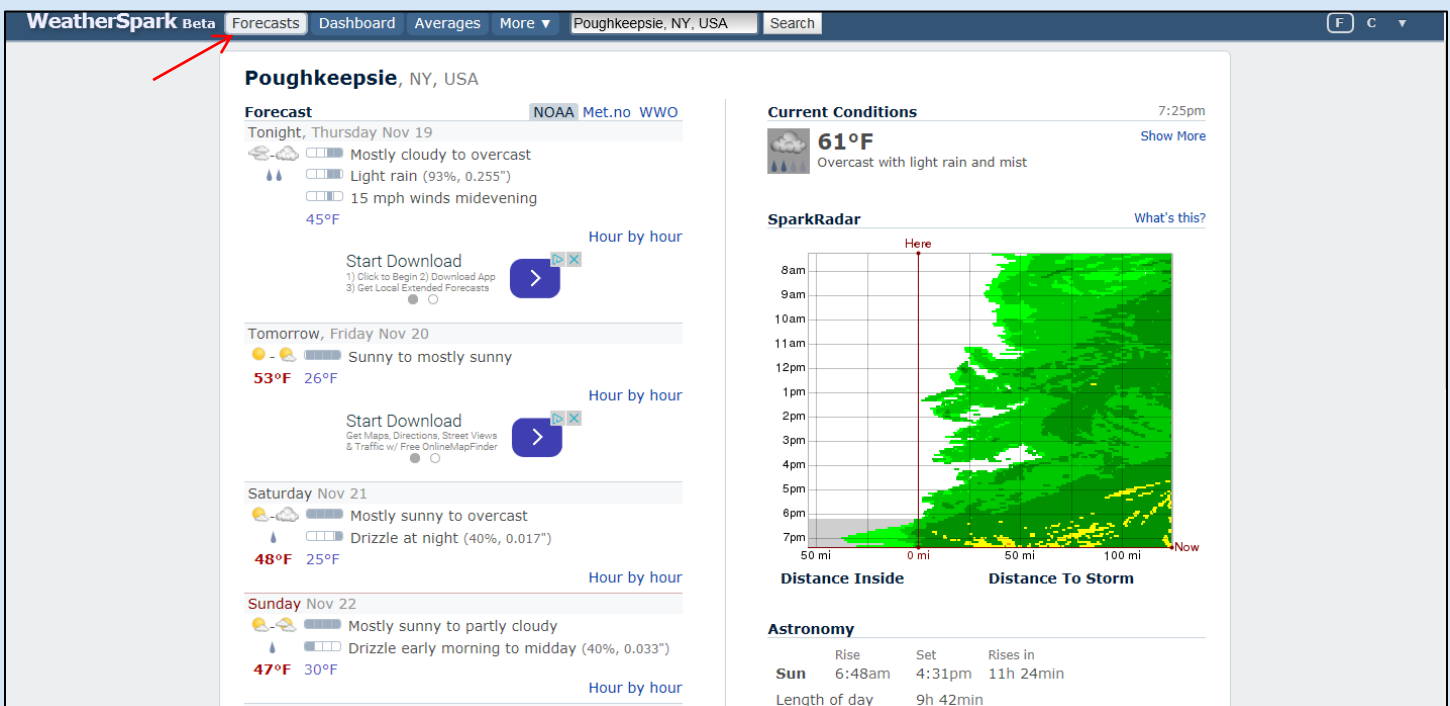 WeatherSpark Beta Forecasts Dashboard Averages More ▼ Poughkeepsie, NY, USA Search F C ▼
Poughkeepsie, NY, USA
Forecast NOAA Met.no WWO
Tonight, Thursday Nov 19
Mostly cloudy to overcast
Light rain (93%, 0.255")
15 mph winds midevening
45°F
Hour by hour
Start Download
1) Click to Begin 2) Download App
3) Get Local Extended Forecasts
Tomorrow, Friday Nov 20
Sunny to mostly sunny
53°F 26°F
Hour by hour
Start Download
Get Maps, Directions, Street Views
& Traffic w/ Free OnlineMapFinder
Saturday Nov 21
Mostly sunny to overcast
Drizzle at night (40%, 0.017")
48°F 25°F
Hour by hour
Sunday Nov 22
Mostly sunny to partly cloudy
Drizzle early morning to midday (40%, 0.033")
47°F 30°F
Hour by hour
Current Conditions 7:25pm
61°F Show More
Overcast with light rain and mist
SparkRadar What's this?
Here
8am
9am
10am
11am
12pm
1pm
2pm
3pm
4pm
5pm
6pm
7pm
Now
50 mi 0 mi 50 mi 100 mi
Distance Inside Distance To Storm
Astronomy
Rise Set Rises in
Sun 6:48am 4:31pm 11h 24min
Length of day 9h 42min